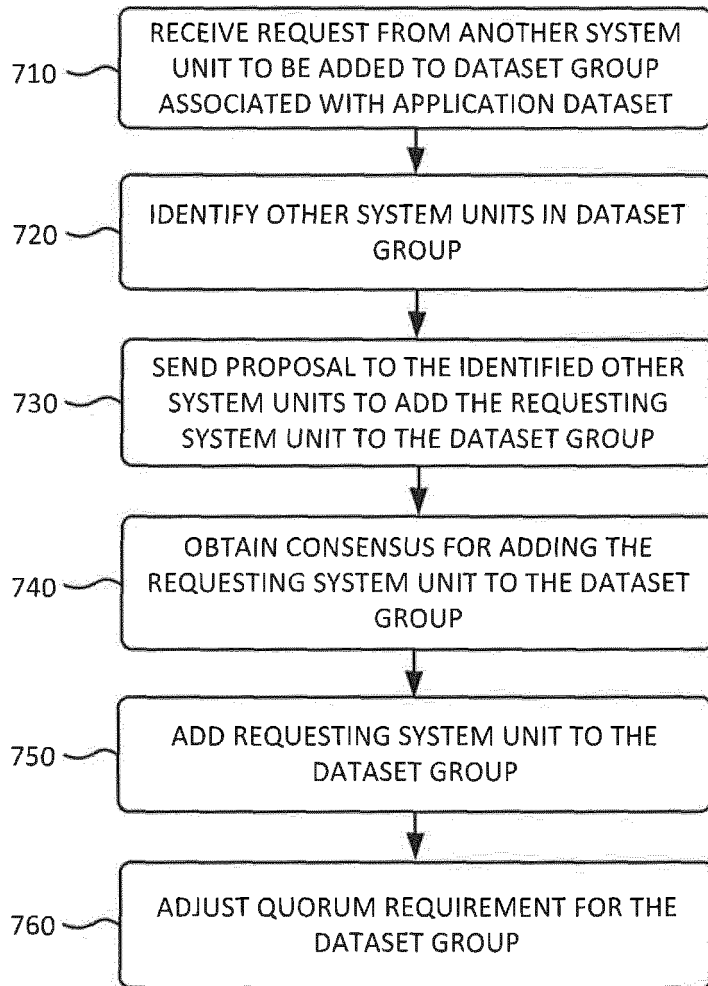 RECEIVE REQUEST FROM ANOTHER SYSTEM
UNIT TO BE ADDED TO DATASET GROUP
ASSOCIATED WITH APPLICATION DATASET
710
IDENTIFY OTHER SYSTEM UNITS IN DATASET
GROUP
720
SEND PROPOSAL TO THE IDENTIFIED OTHER
SYSTEM UNITS TO ADD THE REQUESTING
SYSTEM UNIT TO THE DATASET GROUP
730
OBTAIN CONSENSUS FOR ADDING THE
REQUESTING SYSTEM UNIT TO THE DATASET
GROUP
740
ADD REQUESTING SYSTEM UNIT TO THE
DATASET GROUP
750
ADJUST QUORUM REQUIREMENT FOR THE
DATASET GROUP
760